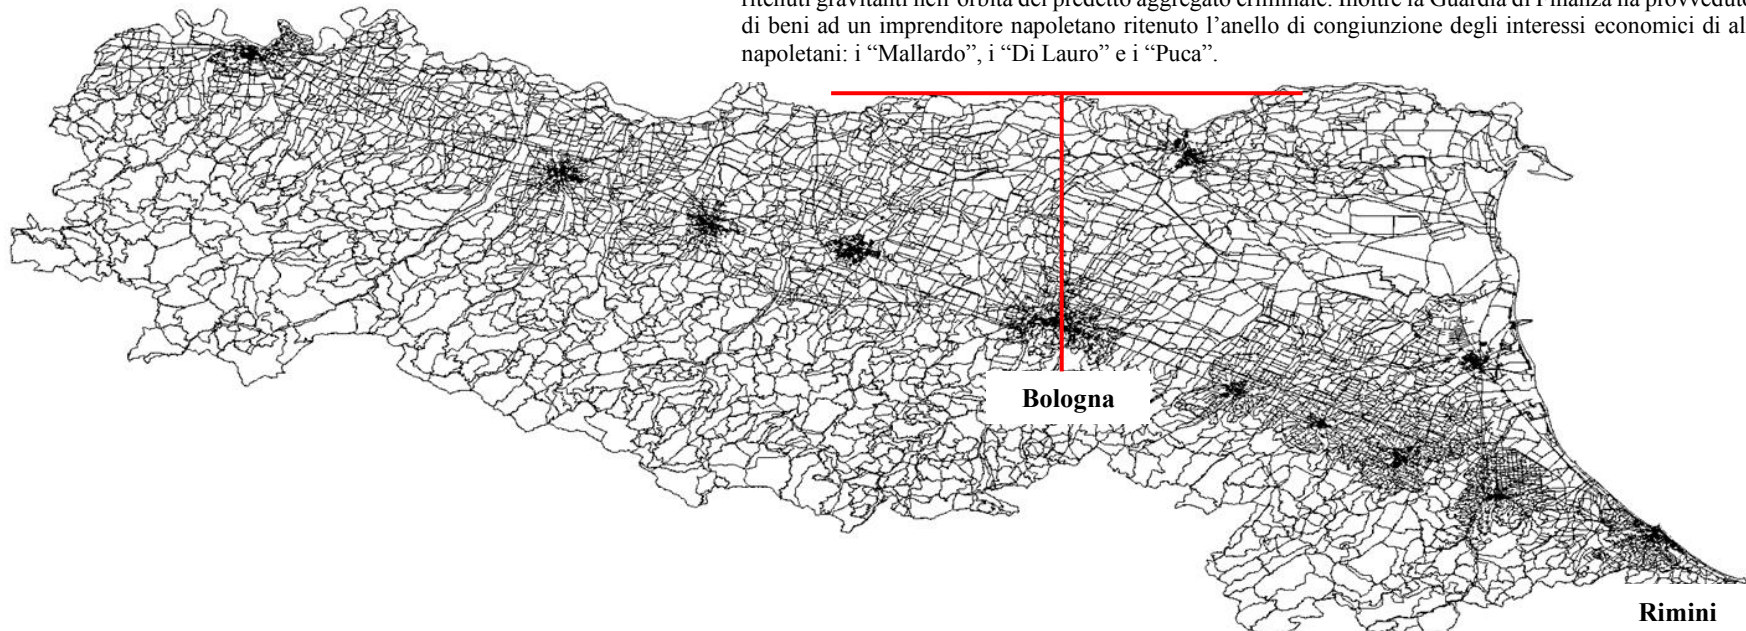 ritenuti gravitanti nell’orbita del predetto aggregato criminale. Inoltre la Guardia di Finanza ha provveduto
di beni ad un imprenditore napoletano ritenuto l’anello di congiunzione degli interessi economici di al
napoletani: i “Mallardo”, i “Di Lauro” e i “Puca”.
Bologna
Rimini